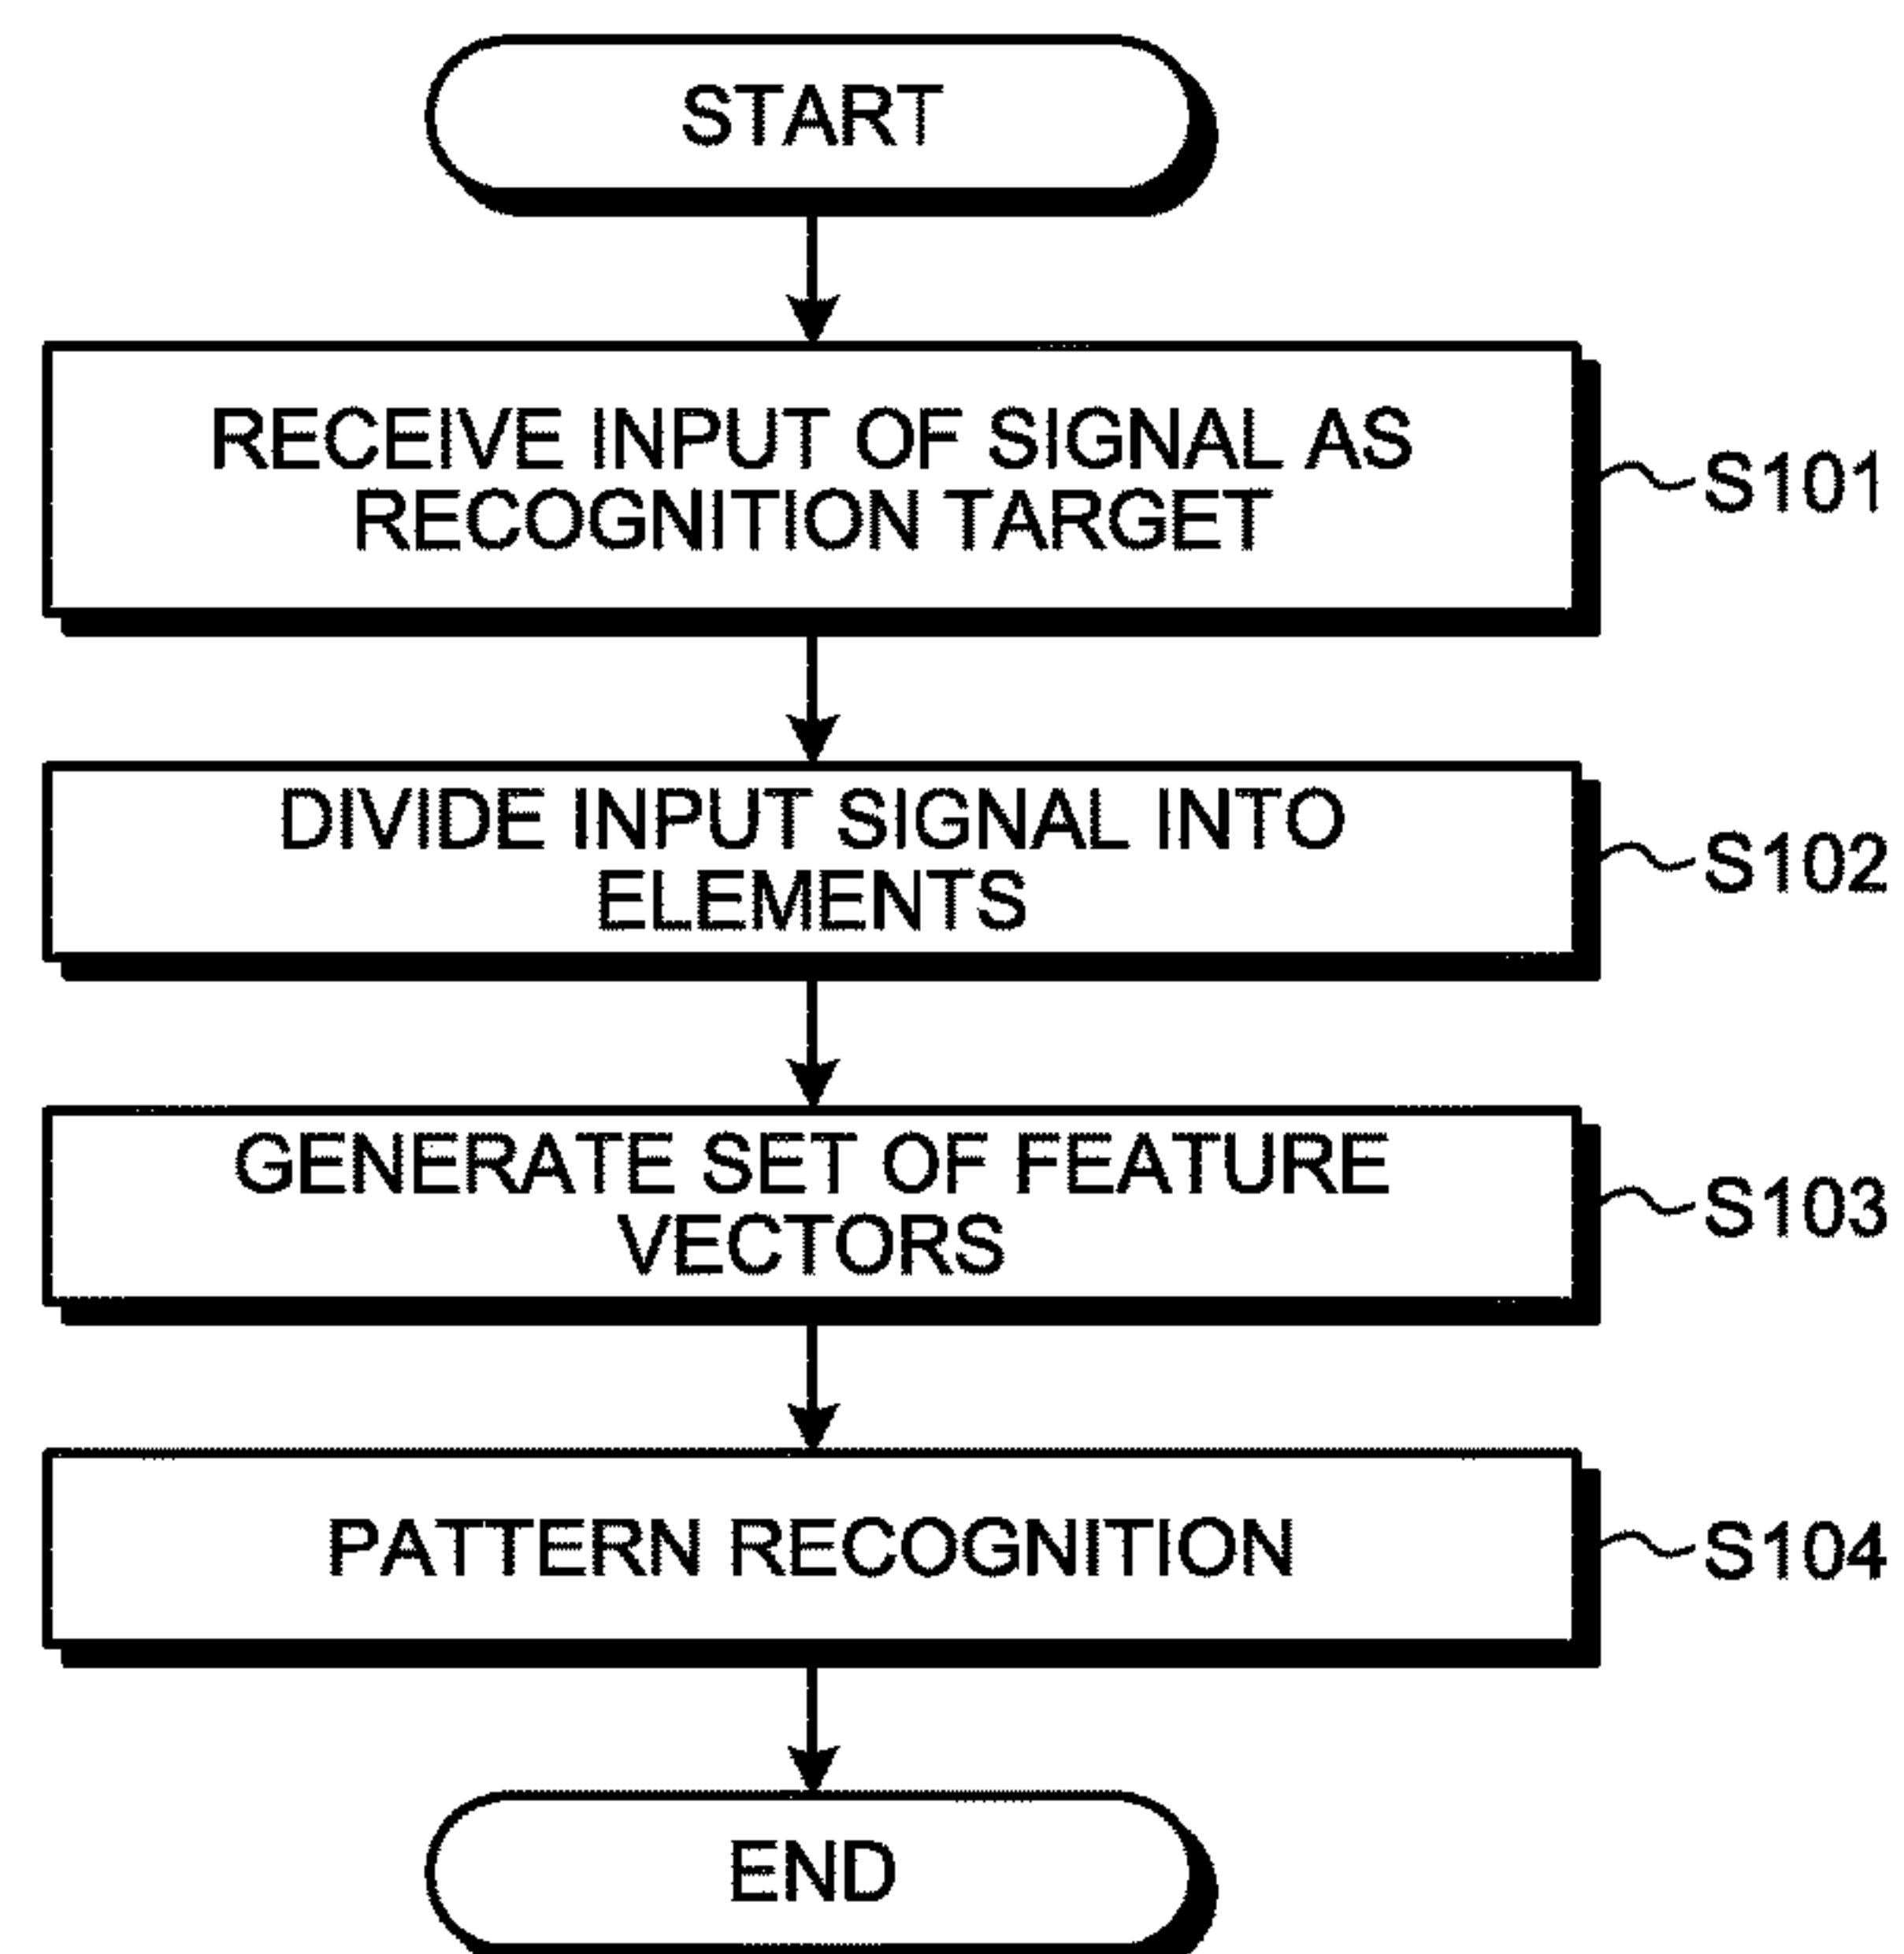 START
RECEIVE INPUT OF SIGNAL AS
RECOGNITION TARGET
S101
DIVIDE INPUT SIGNAL INTO
ELEMENTS
S102
GENERATE SET OF FEATURE
VECTORS
S103
PATTERN RECOGNITION
S104
END